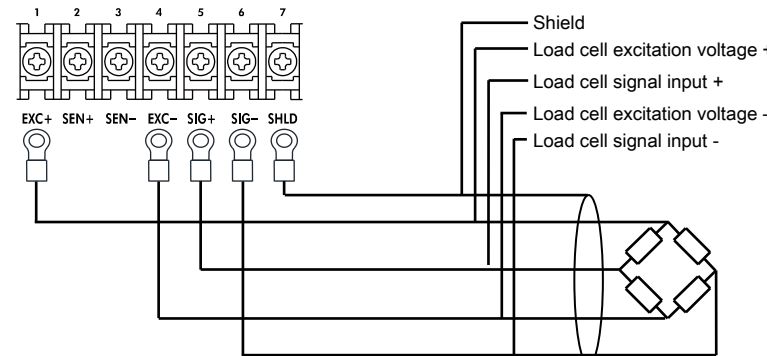 1 2 3 4 5 6 7
EXC+ SEN+ SEN− EXC− SIG+ SIG− SHLD
Shield
Load cell excitation voltage +
Load cell signal input +
Load cell excitation voltage -
Load cell signal input -